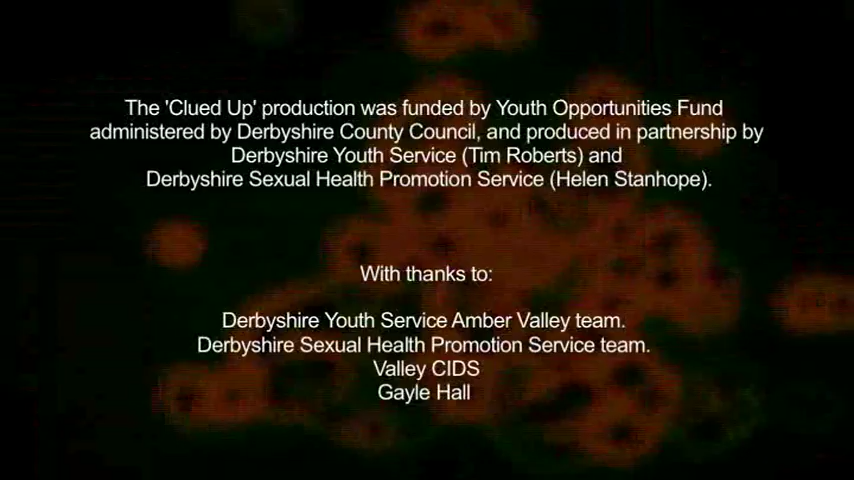 The 'Clued Up' production was funded by Youth Opportunities Fund
administered by Derbyshire County Council, and produced in partnership by
Derbyshire Youth Service (Tim Roberts) and
Derbyshire Sexual Health Promotion Service (Helen Stanhope).
With thanks to:
Derbyshire Youth Service Amber Valley team.
Derbyshire Sexual Health Promotion Service team.
Valley CIDS
Gayle Hall